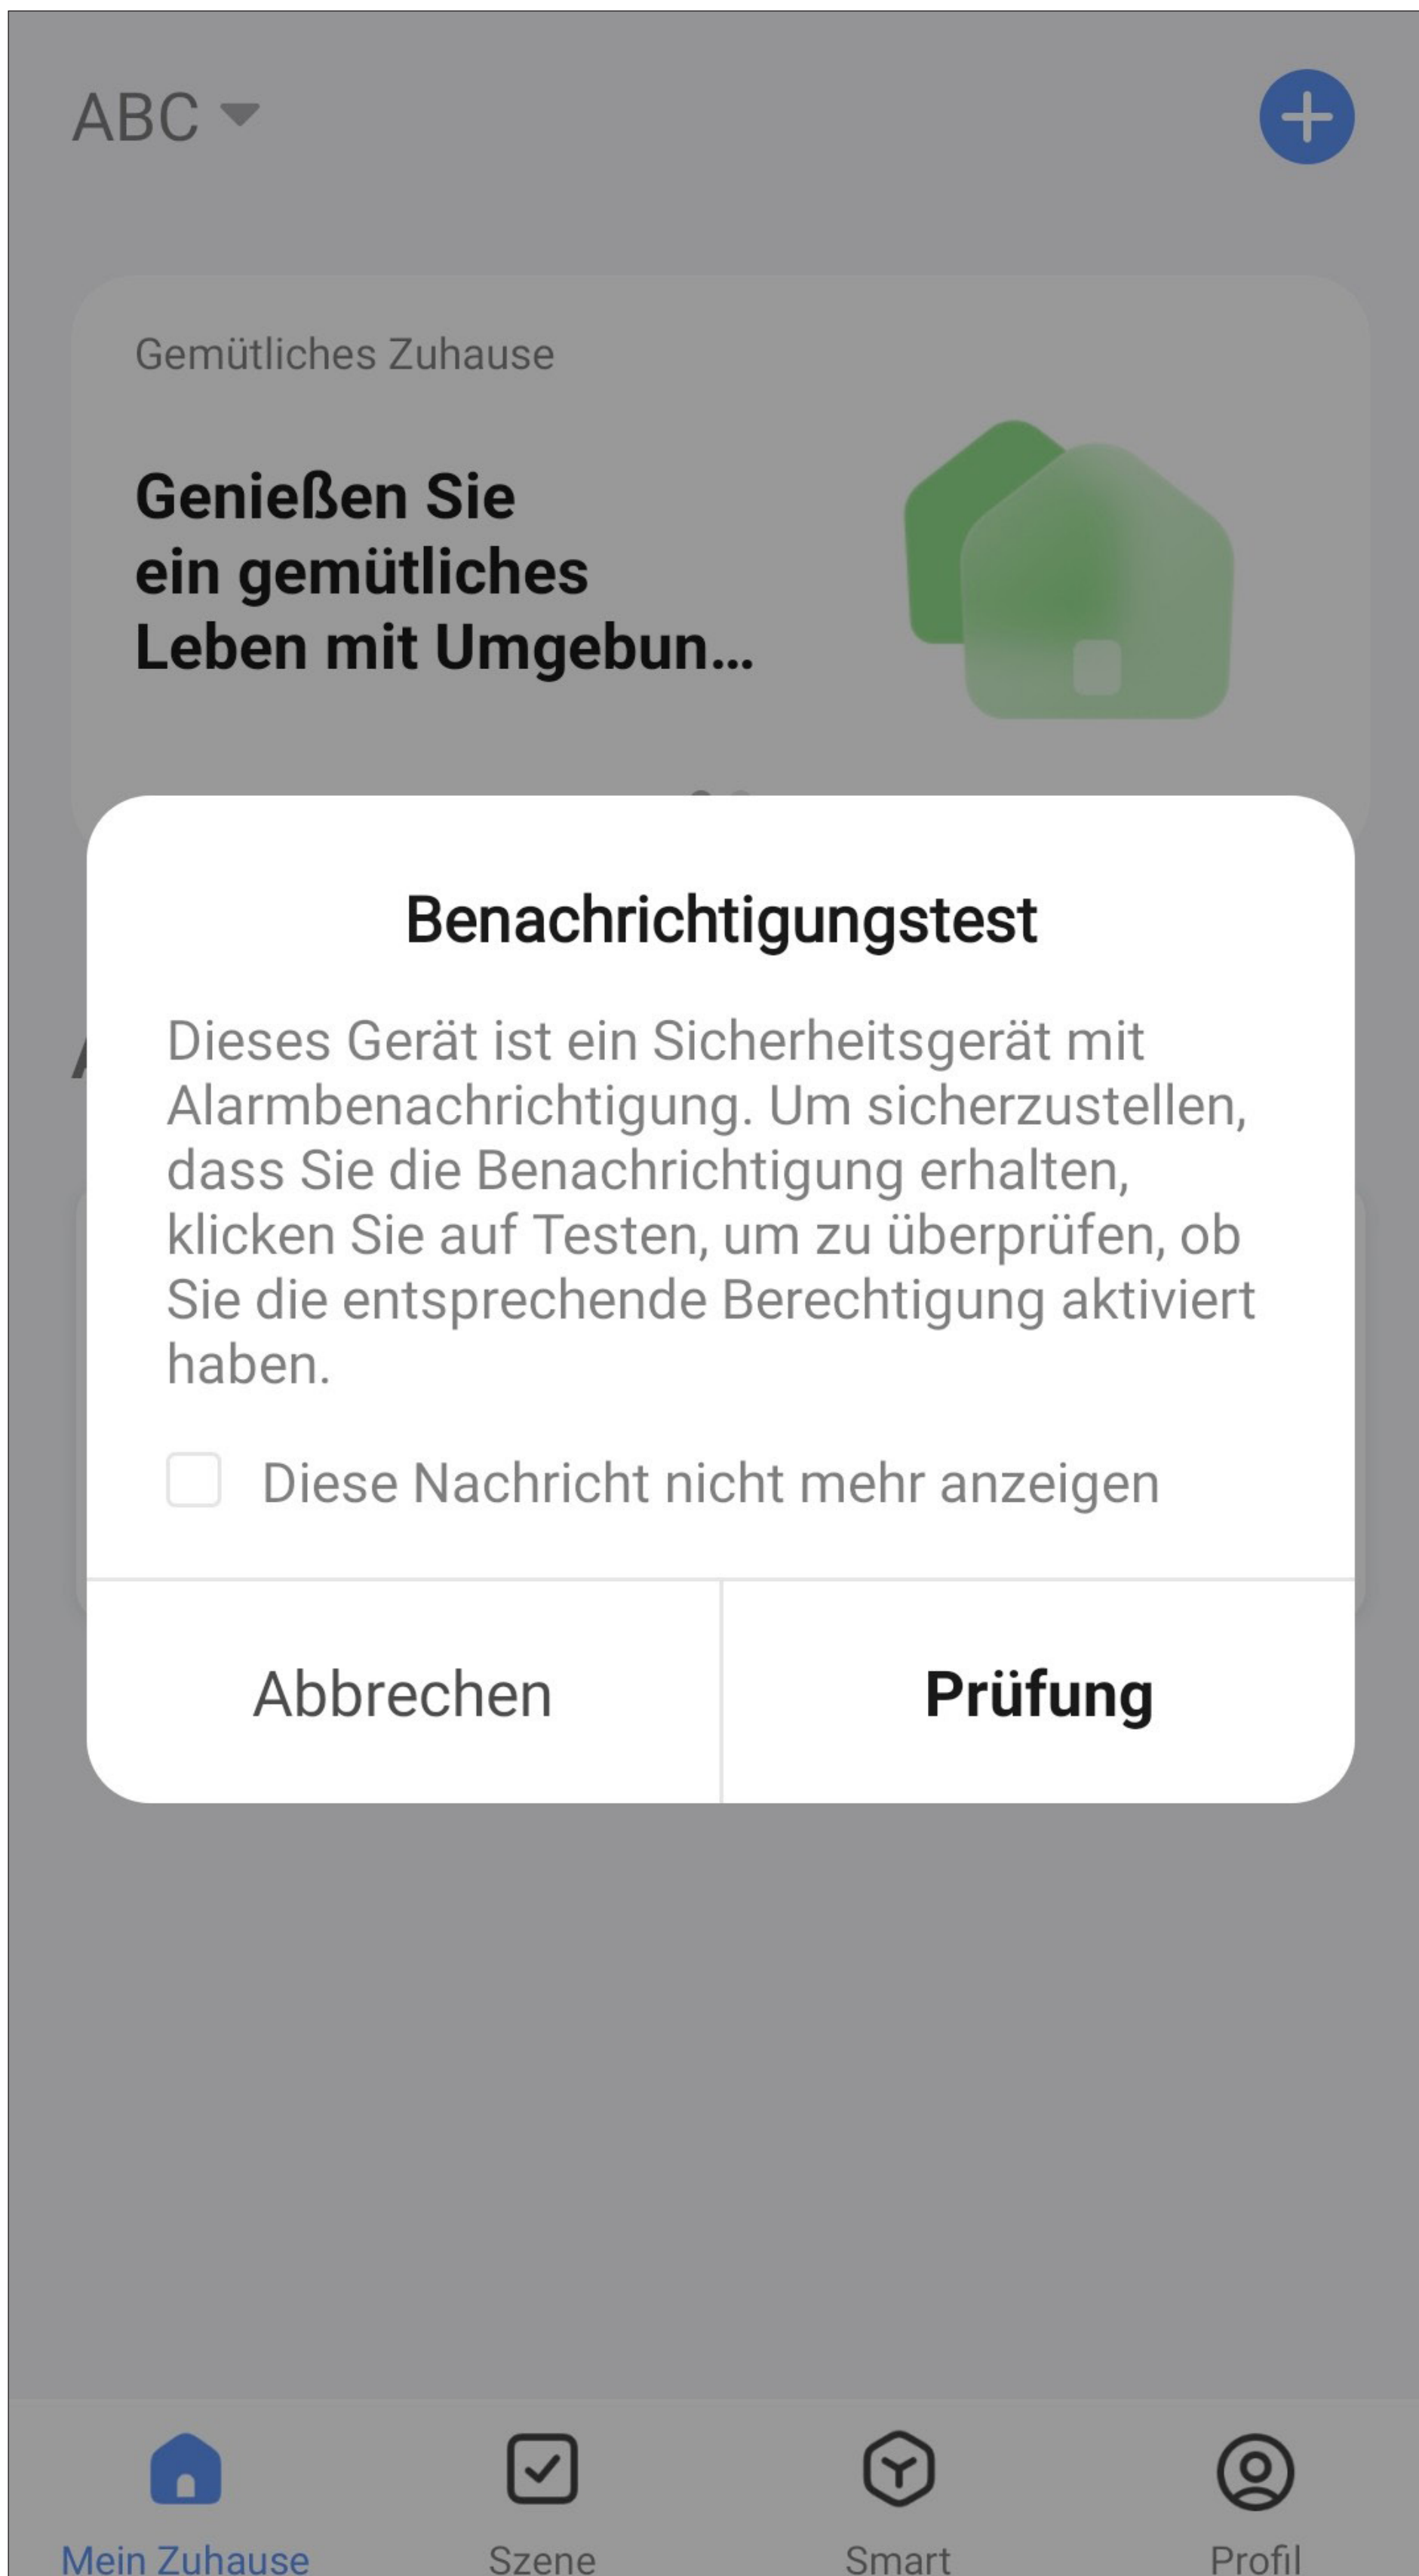 ABC
Gemütliches Zuhause
Genießen Sie
ein gemütliches
Leben mit Umgebun…
Benachrichtigungstest
Dieses Gerät ist ein Sicherheitsgerät mit
Alarmbenachrichtigung. Um sicherzustellen,
dass Sie die Benachrichtigung erhalten,
klicken Sie auf Testen, um zu überprüfen, ob
Sie die entsprechende Berechtigung aktiviert
haben.
Diese Nachricht nicht mehr anzeigen
Abbrechen
Prüfung
Mein Zuhause
Szene
Smart
Profil